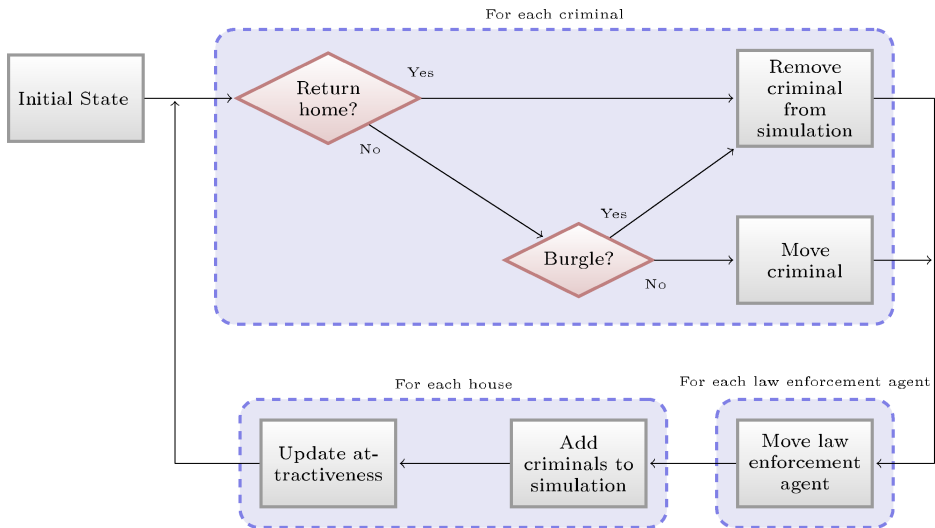 For each criminal
Initial State
Return
home?
Yes
No
Remove
criminal
from
simulation
Burgle?
Yes
No
Move
criminal
For each house
For each law enforcement agent
Update at-
tractiveness
Add
criminals to
simulation
Move law
enforcement
agent